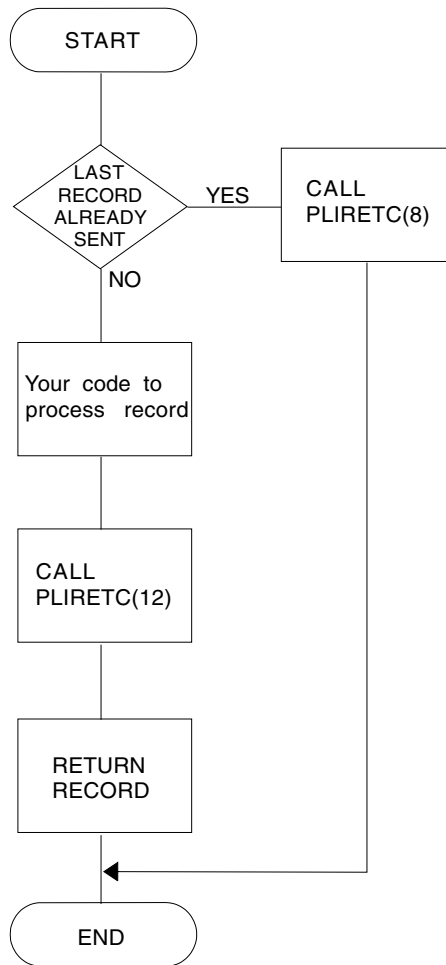 START
LAST
RECORD
ALREADY
SENT
YES
CALL
PLIRETC(8)
NO
Your code to
process record
CALL
PLIRETC(12)
RETURN
RECORD
END